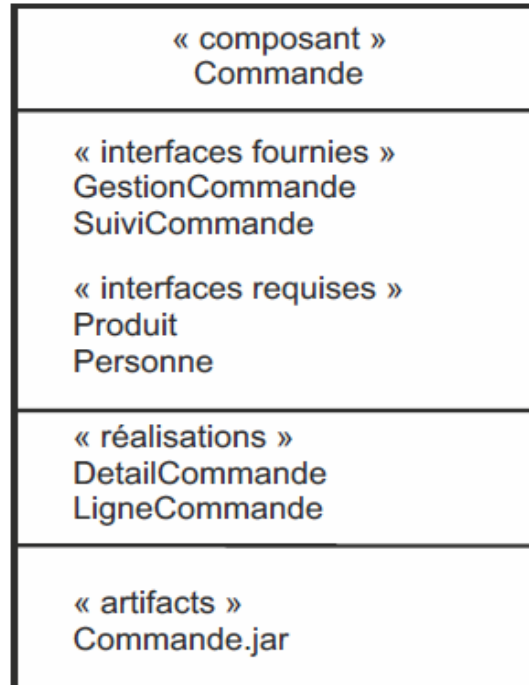 « composant »
Commande
« interfaces fournies »
GestionCommande
SuiviCommande
« interfaces requises »
Produit
Personne
« réalisations »
DetailCommande
LigneCommande
« artifacts »
Commande.jar